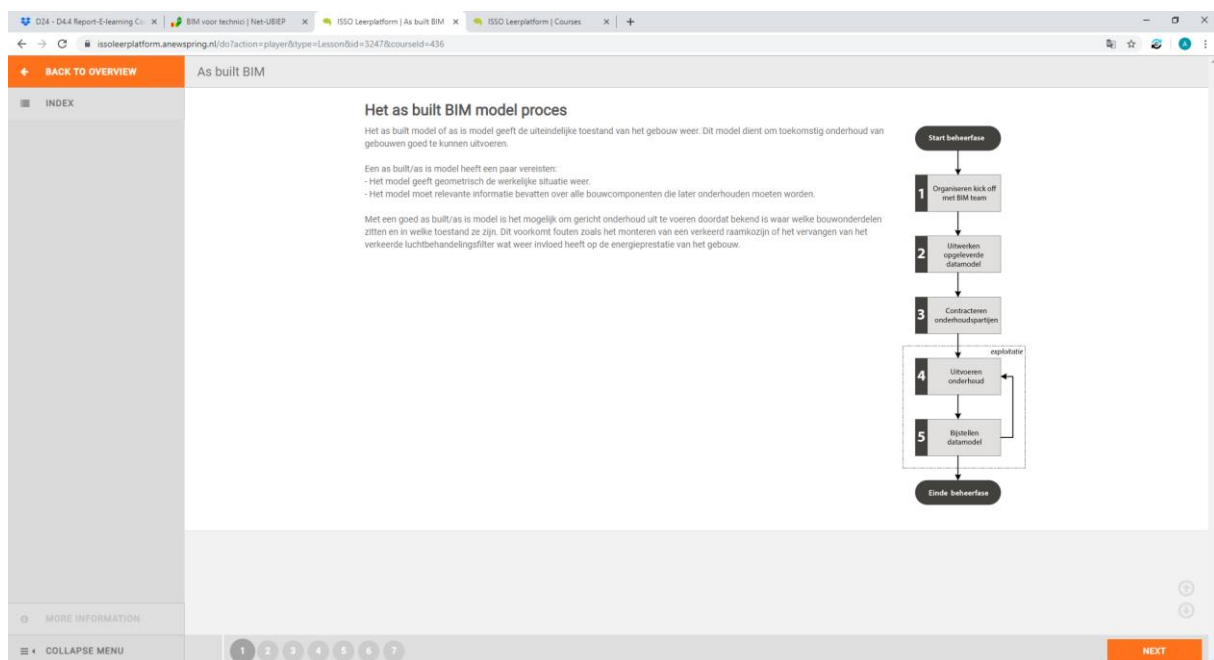 D24 - D4.4 Report-E-learning Co
BIM voor technici | Net-UBIEP
ISSO Leerplatform | As built BIM
ISSO Leerplatform | Courses
issoleerplatform.anewspring.nl/do?action=player&type=Lesson&id=3247&courseId=436
BACK TO OVERVIEW
As built BIM
INDEX
Het as built BIM model proces
Het as built model of as is model geeft de uiteindelijke toestand van het gebouw weer. Dit model dient om toekomstig onderhoud van
gebouwen goed te kunnen uitvoeren.
Een as built/as is model heeft een paar vereisten:
- Het model geeft geometrisch de werkelijke situatie weer.
- Het model moet relevante informatie bevatten over alle bouwcomponenten die later onderhouden moeten worden.
Met een goed as built/as is model is het mogelijk om gericht onderhoud uit te voeren doordat bekend is waar welke bouwonderdelen
zitten en in welke toestand ze zijn. Dit voorkomt fouten zoals het monteren van een verkeerd raamkozijn of het vervangen van het
verkeerde luchtbehandelingsfilter wat weer invloed heeft op de energieprestatie van het gebouw.
Start beheerfase
1
Organiseren kick off
met BIM team
2
Uitwerken
opgeleverde
datamodel
3
Contracteren
onderhoudspartijen
exploitatie
4
Uitvoeren
onderhoud
5
Bijstellen
datamodel
Einde beheerfase
MORE INFORMATION
COLLAPSE MENU
1 2 3 4 5 6 7
NEXT